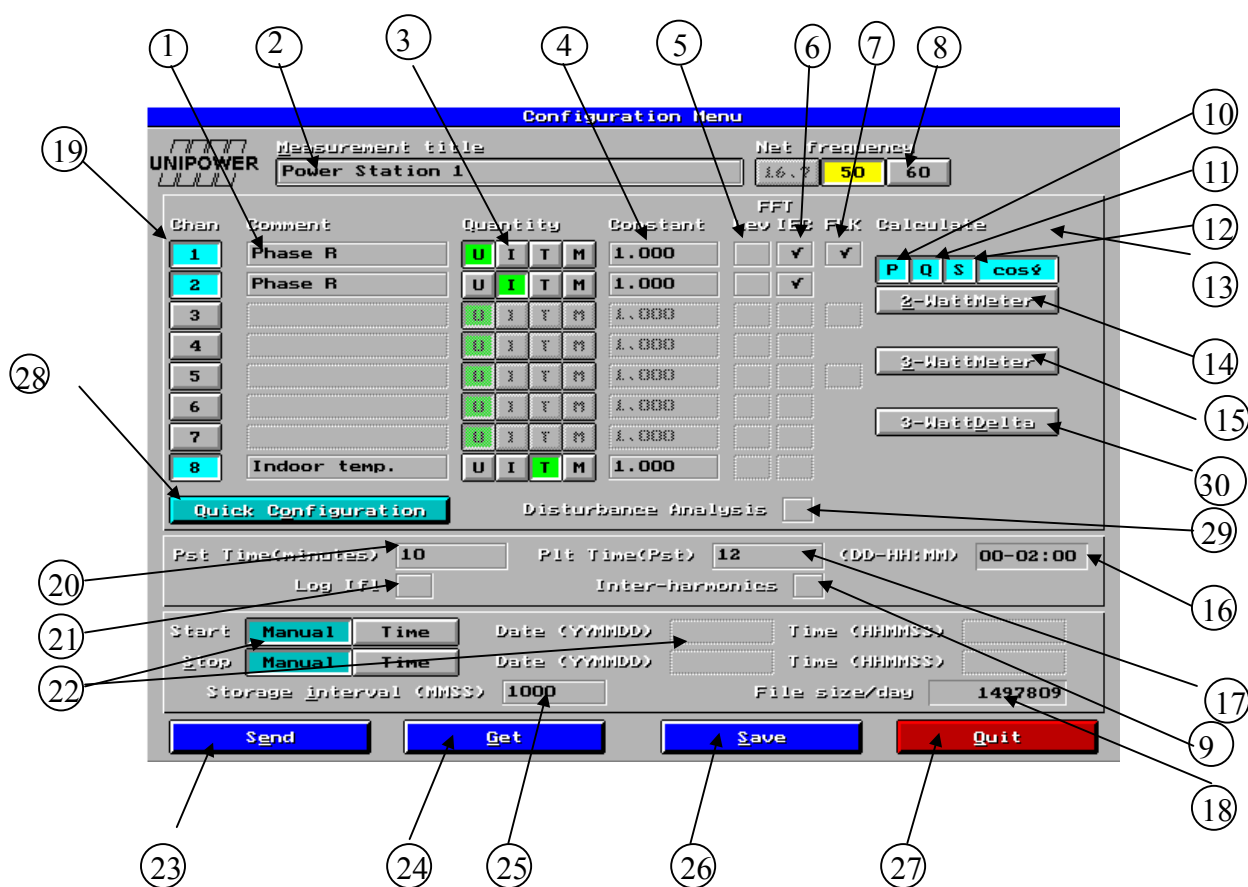 1 2 3 4 5 6 7 8
Configuration Menu
10
19
UNIPOWER
Measurement title
Net frequency
Power Station 1
16.7 50 60
11
FFT
Chan Comment Quantity Constant Lev IEC FLK Calculate
12
1 Phase R U I T M 1.000 √ √
P Q S cosφ
2 Phase R U I T M 1.000 √
2-WattMeter
13
3 U I T M 1.000
4 U I T M 1.000
3-WattMeter
14
28
5 U I T M 1.000
6 U I T M 1.000
3-WattDelta
15
7 U I T M 1.000
8 Indoor temp. U I T M 1.000
30
Quick Configuration Disturbance Analysis
29
Pst Time(minutes) 10 Plt Time(Pst) 12 (DD-HH:MM) 00-02:00
20
Log Ifl Inter-harmonics
16
21
Start Manual Time Date (YYMMDD) Time (HHMMSS)
Stop Manual Time Date (YYMMDD) Time (HHMMSS)
22
Storage interval (MMSS) 1000 File size/day 1497809
17
Send Get Save Quit
9
18
23 24 25 26 27